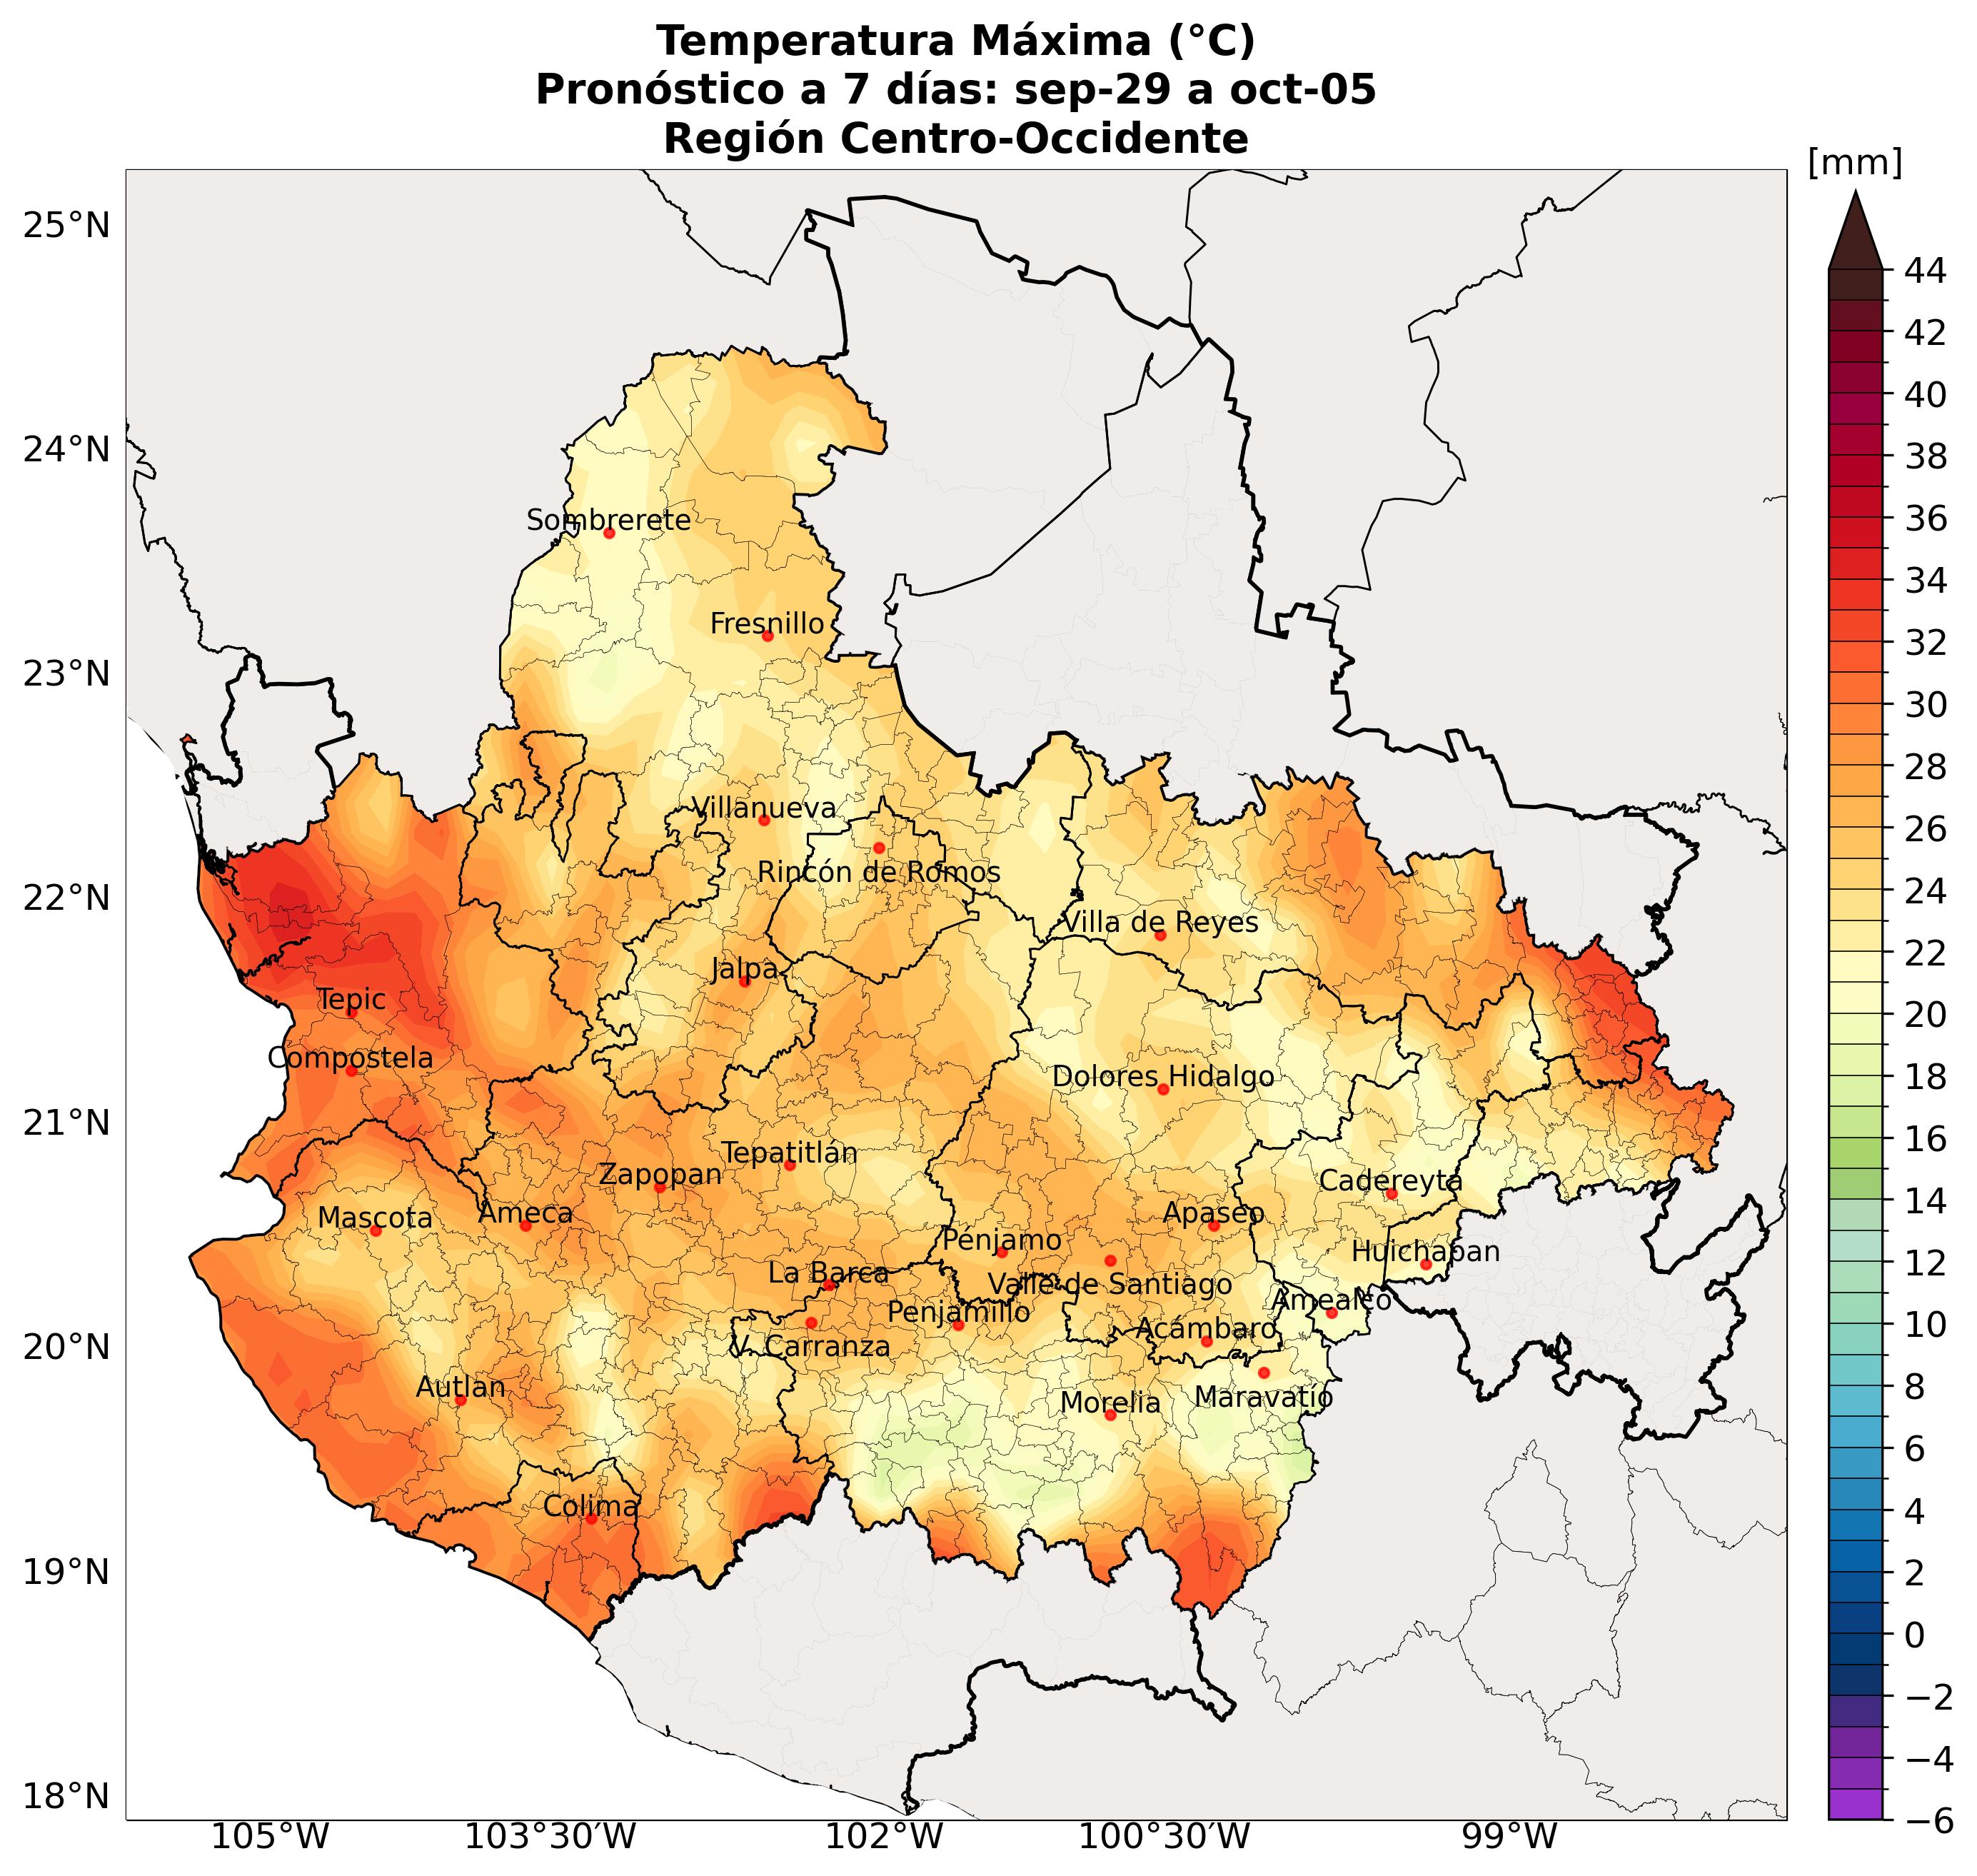 Temperatura Máxima (°C)
Pronóstico a 7 días: sep-29 a oct-05
Región Centro-Occidente
[mm]
25°N
24°N
23°N
22°N
21°N
20°N
19°N
18°N
Sombrerete
Fresnillo
Villanueva
Rincón de Romos
Villa de Reyes
Jalpa
Tepic
Compostela
Dolores Hidalgo
Tepatitlán
Zapopan
Cadereyta
Mascota
Ameca
Apaseo
Pénjamo
Huichapan
La Barca
Valle de Santiago
Amealco
Penjamillo
Acámbaro
V. Carranza
Autlan
Morelia
Maravatío
Colima
105°W
103°30′W
102°W
100°30′W
99°W
44
42
40
38
36
34
32
30
28
26
24
22
20
18
16
14
12
10
8
6
4
2
0
−2
−4
−6